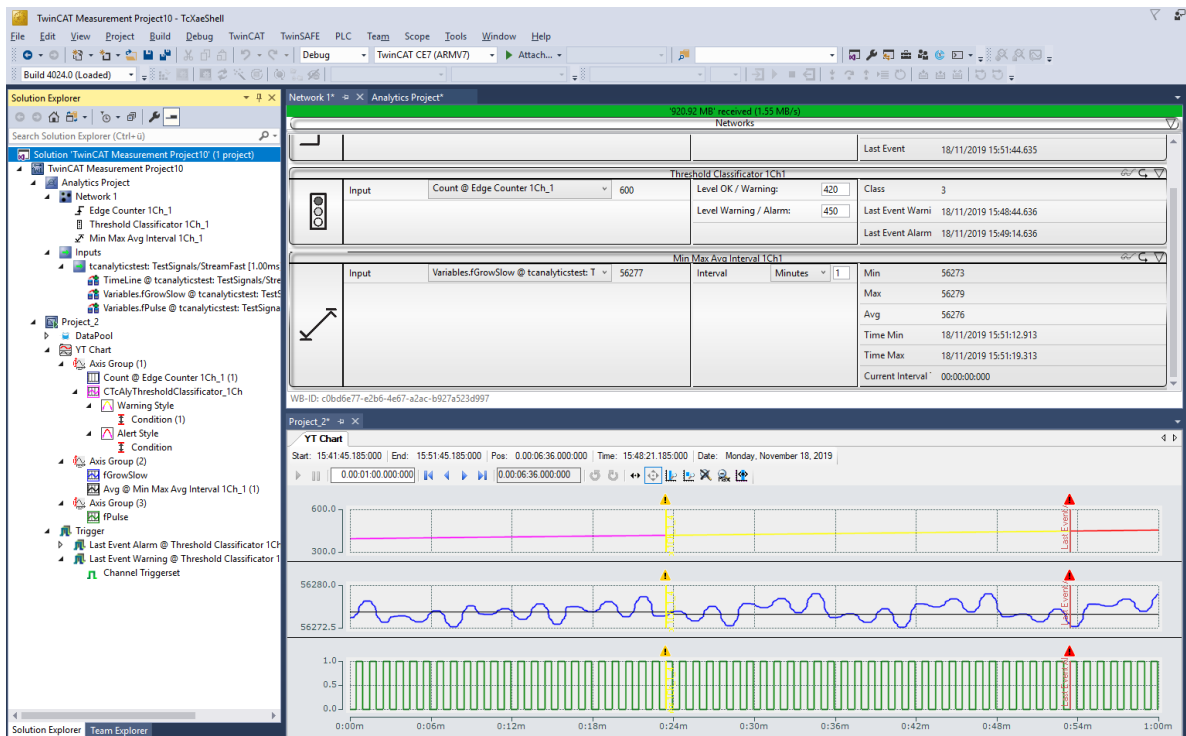 TwinCAT Measurement Project10 - TcXaeShell
File Edit View Project Build Debug TwinCAT TwinSAFE PLC Team Scope Tools Window Help
Debug TwinCAT CE7 (ARMV7) Attach...
Build 4024.0 (Loaded)
Solution Explorer
Search Solution Explorer (Ctrl+ü)
Solution 'TwinCAT Measurement Project10' (1 project)
TwinCAT Measurement Project10
Analytics Project
Network 1
Edge Counter 1Ch_1
Threshold Classificator 1Ch_1
Min Max Avg Interval 1Ch_1
Inputs
tcanalyticstest: TestSignals/StreamFast [1.00ms
TimeLine @ tcanalyticstest: TestSignals/Stre
Variables.fGrowSlow @ tcanalyticstest: TestS
Variables.fPulse @ tcanalyticstest: TestSigna
Project_2
DataPool
YT Chart
Axis Group (1)
Count @ Edge Counter 1Ch_1 (1)
CTcAlyThresholdClassificator_1Ch
Warning Style
Condition (1)
Alert Style
Condition
Axis Group (2)
fGrowSlow
Avg @ Min Max Avg Interval 1Ch_1 (1)
Axis Group (3)
fPulse
Trigger
Last Event Alarm @ Threshold Classificator 1Ch
Last Event Warning @ Threshold Classificator 1
Channel Triggerset
Solution Explorer Team Explorer
Network 1* Analytics Project*
'920.92 MB' received (1.55 MB/s)
Networks
Last Event 18/11/2019 15:51:44.635
Threshold Classificator 1Ch1
Input Count @ Edge Counter 1Ch_1 600 Level OK / Warning: 420 Class 3
Level Warning / Alarm: 450 Last Event Warni 18/11/2019 15:48:44.636
Last Event Alarm 18/11/2019 15:49:14.636
Min Max Avg Interval 1Ch1
Input Variables.fGrowSlow @ tcanalyticstest: T 56277 Interval Minutes 1 Min 56273
Max 56279
Avg 56276
Time Min 18/11/2019 15:51:12.913
Time Max 18/11/2019 15:51:19.313
Current Interval 00:00:00:000
WB-ID: c0bd6e77-e2b6-4e67-a2ac-b927a523d997
Project_2*
YT Chart
Start: 15:41:45.185:000 End: 15:51:45.185:000 Pos: 0.00:06:36.000:000 Time: 15:48:21.185:000 Date: Monday, November 18, 2019
0.00:01:00.000:000 0.00:06:36.000:000
600.0
300.0
Last Event
56280.0
56272.5
Last Event
1.0
0.5
0.0
Last Event
0:00m 0:06m 0:12m 0:18m 0:24m 0:30m 0:36m 0:42m 0:48m 0:54m 1:00m